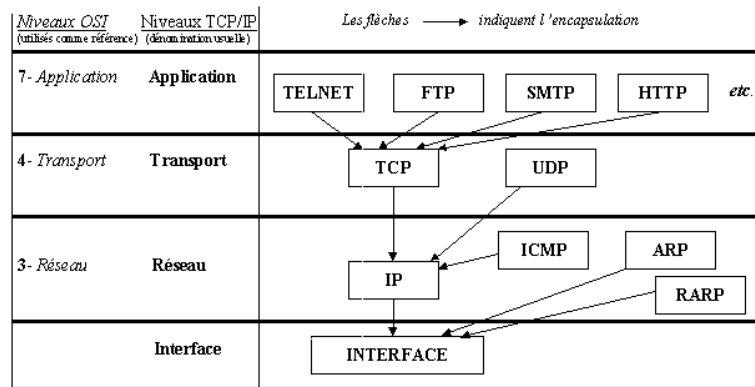 Niveaux OSI Niveaux TCP/IP Les flèches indiquent l 'encapsulation
(utilisés comme référence) (dénomination usuelle)
7- Application Application
TELNET FTP SMTP HTTP etc.
4- Transport Transport
TCP UDP
3- Réseau Réseau
ICMP ARP
IP
RARP
Interface
INTERFACE